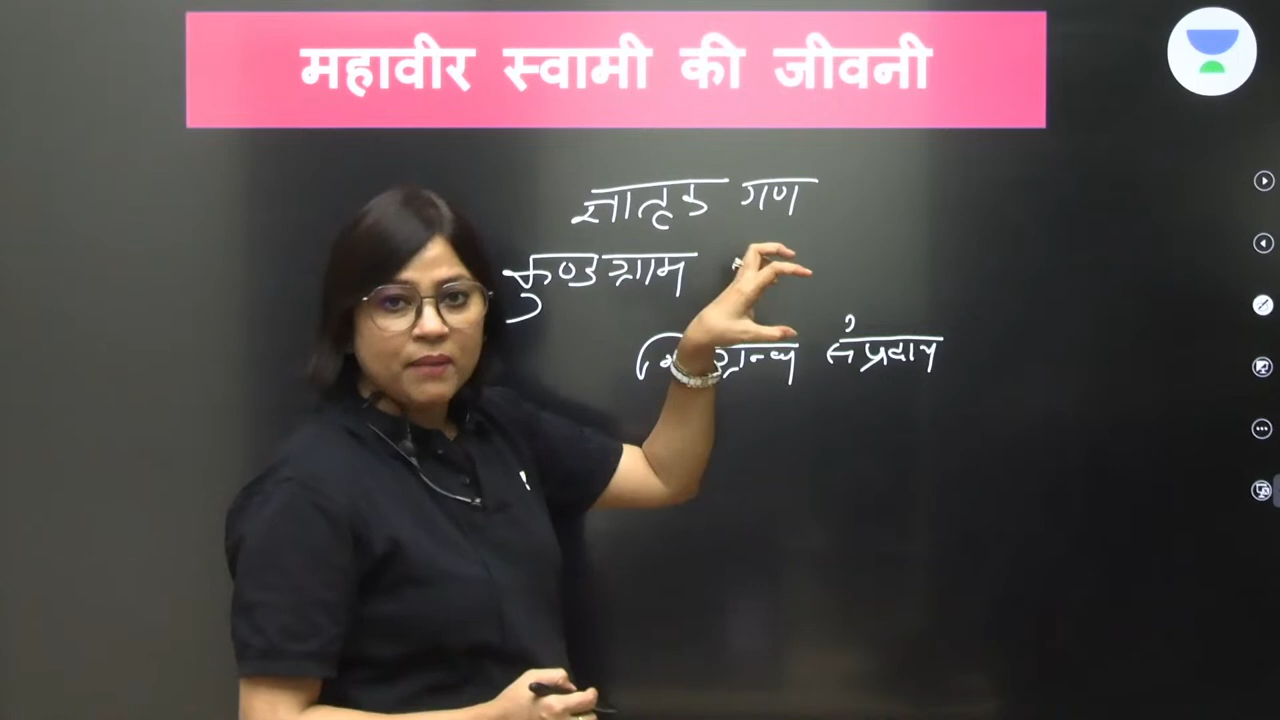 महावीर स्वामी की जीवनी
ज्ञातृक गण
कुण्डग्राम
संप्रदाय